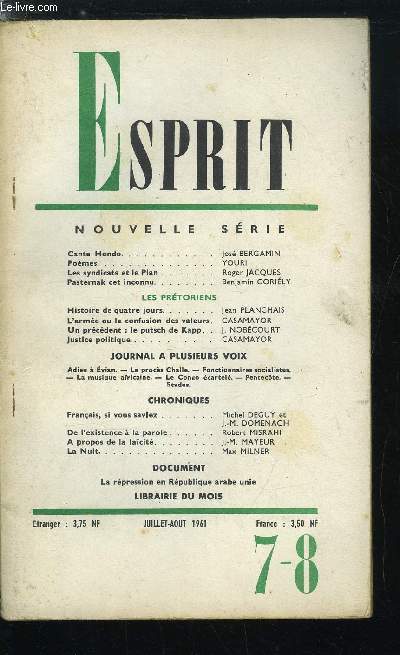 © Le-livre.com
ESPRIT
NOUVELLE SÉRIE
Cante Hondo. . . . . . . . . . . . José BERGAMIN
Poèmes . . . . . . . . . . . . . . YOURI
Les syndicats et le Plan . . . . . . Roger JACQUES
Pasternak cet inconnu. . . . . . . . Benjamin GORIÉLY
LES PRÉTORIENS
Histoire de quatre jours. . . . . . . Jean PLANCHAIS
L'armée ou la confusion des valeurs. CASAMAYOR
Un précédent : le putsch de Kapp. . J. NOBÉCOURT
Justice politique. . . . . . . . . . CASAMAYOR
JOURNAL A PLUSIEURS VOIX
Adieu à Évian. — Le procès Challe. — Fonctionnaires socialistes.
— La musique africaine. — Le Congo écartelé. — Pentecôte. —
Stades.
CHRONIQUES
Français, si vous saviez . . . . . . . Michel DEGUY et
J.-M. DOMENACH
De l'existence à la parole . . . . . . Robert MISRAHI
A propos de la laïcité. . . . . . . . J.-M. MAYEUR
La Nuit. . . . . . . . . . . . . . Max MILNER
DOCUMENT
La répression en République arabe unie
LIBRAIRIE DU MOIS
Etranger : 3,75 NF JUILLET-AOUT 1961 France : 3,50 NF
7-8